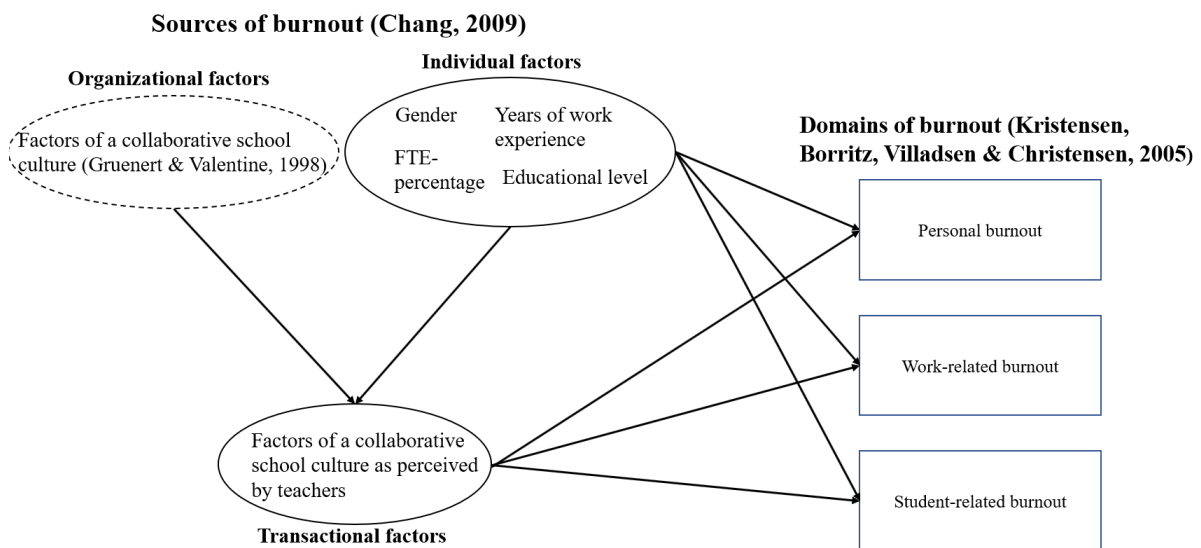 Sources of burnout (Chang, 2009)
Organizational factors
Factors of a collaborative school
culture (Gruenert & Valentine, 1998)
Individual factors
Gender
Years of work
experience
FTE-
percentage
Educational level
Domains of burnout (Kristensen,
Borritz, Villadsen & Christensen, 2005)
Personal burnout
Work-related burnout
Student-related burnout
Factors of a collaborative
school culture as perceived
by teachers
Transactional factors